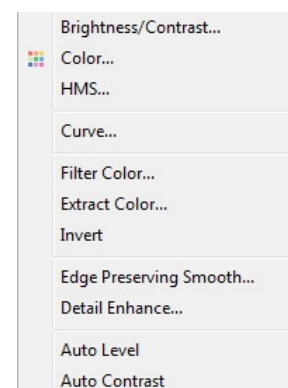 Brightness/Contrast...
Color...
HMS...
Curve...
Filter Color...
Extract Color...
Invert
Edge Preserving Smooth...
Detail Enhance...
Auto Level
Auto Contrast